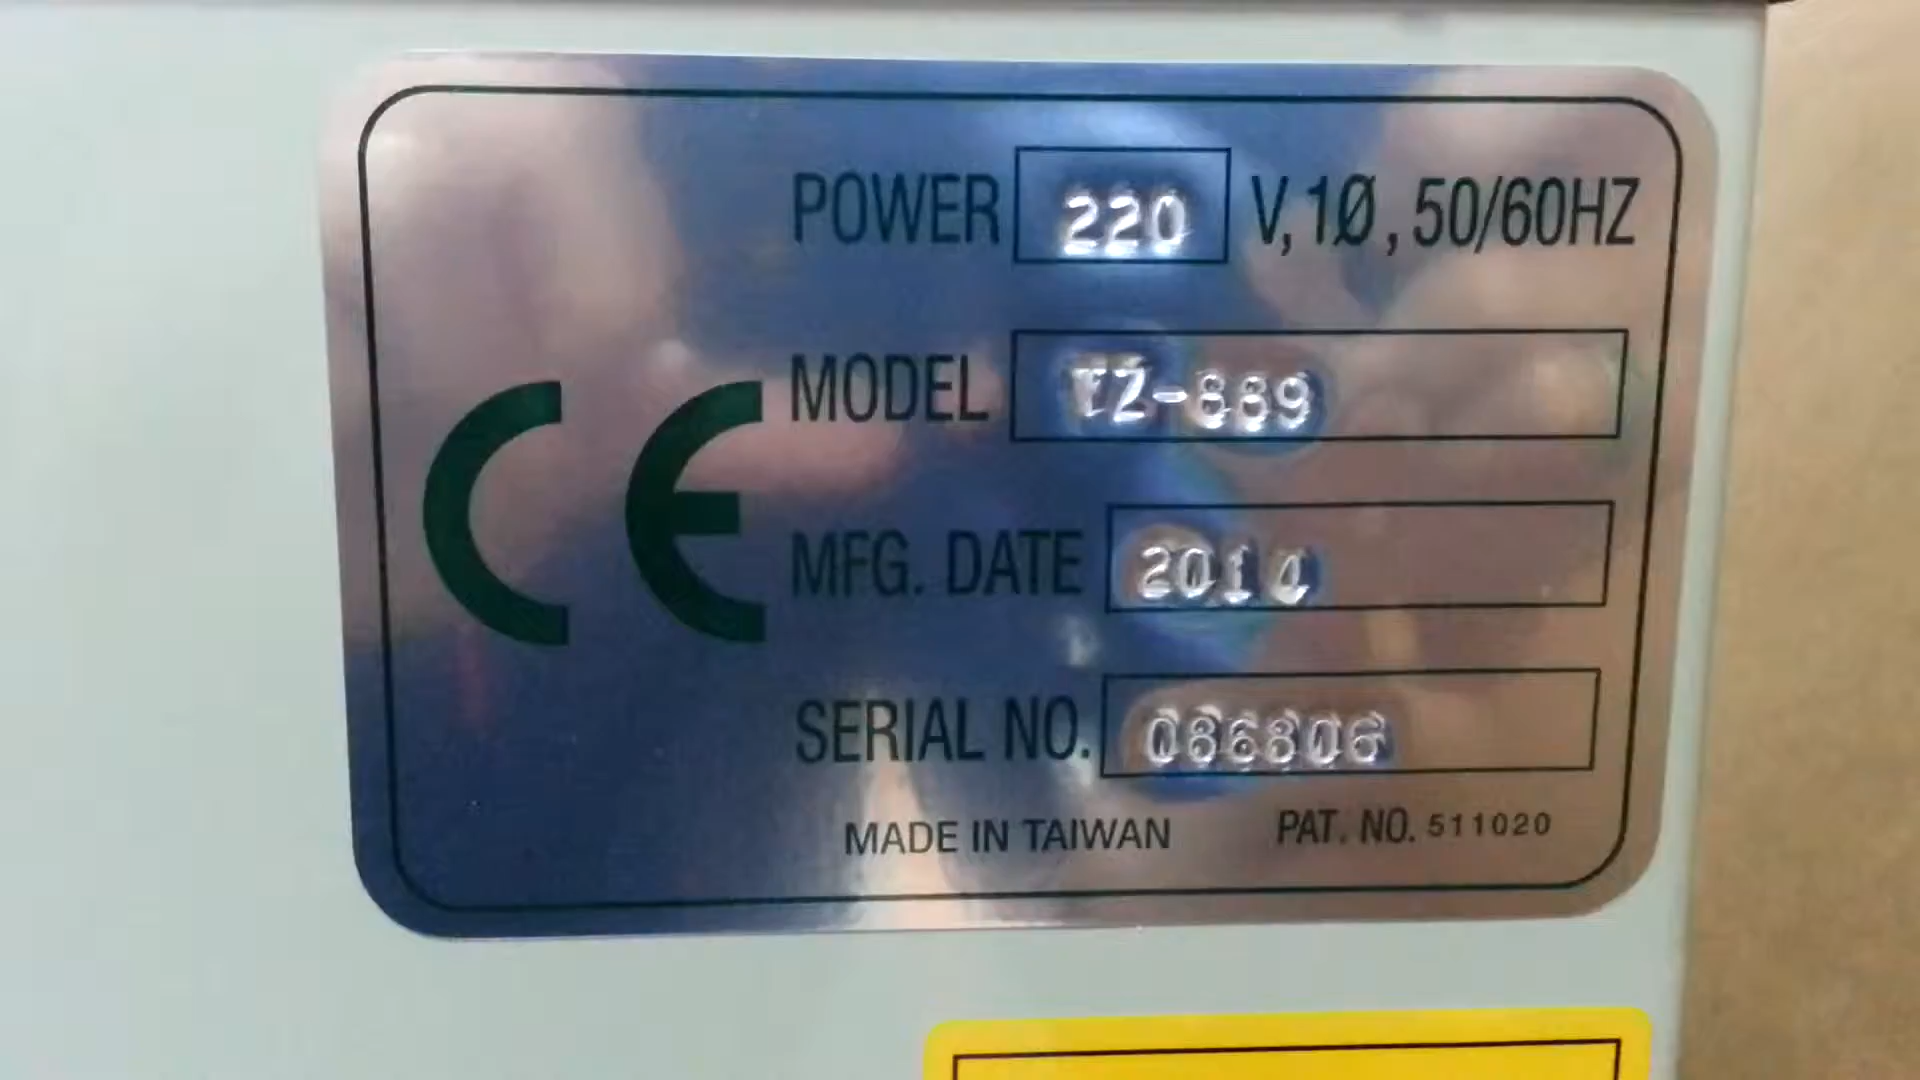 POWER 220 V, 1Ø, 50/60HZ
CE
MODEL TZ-889
MFG. DATE 2014
SERIAL NO. 086806
MADE IN TAIWAN PAT. NO. 511020